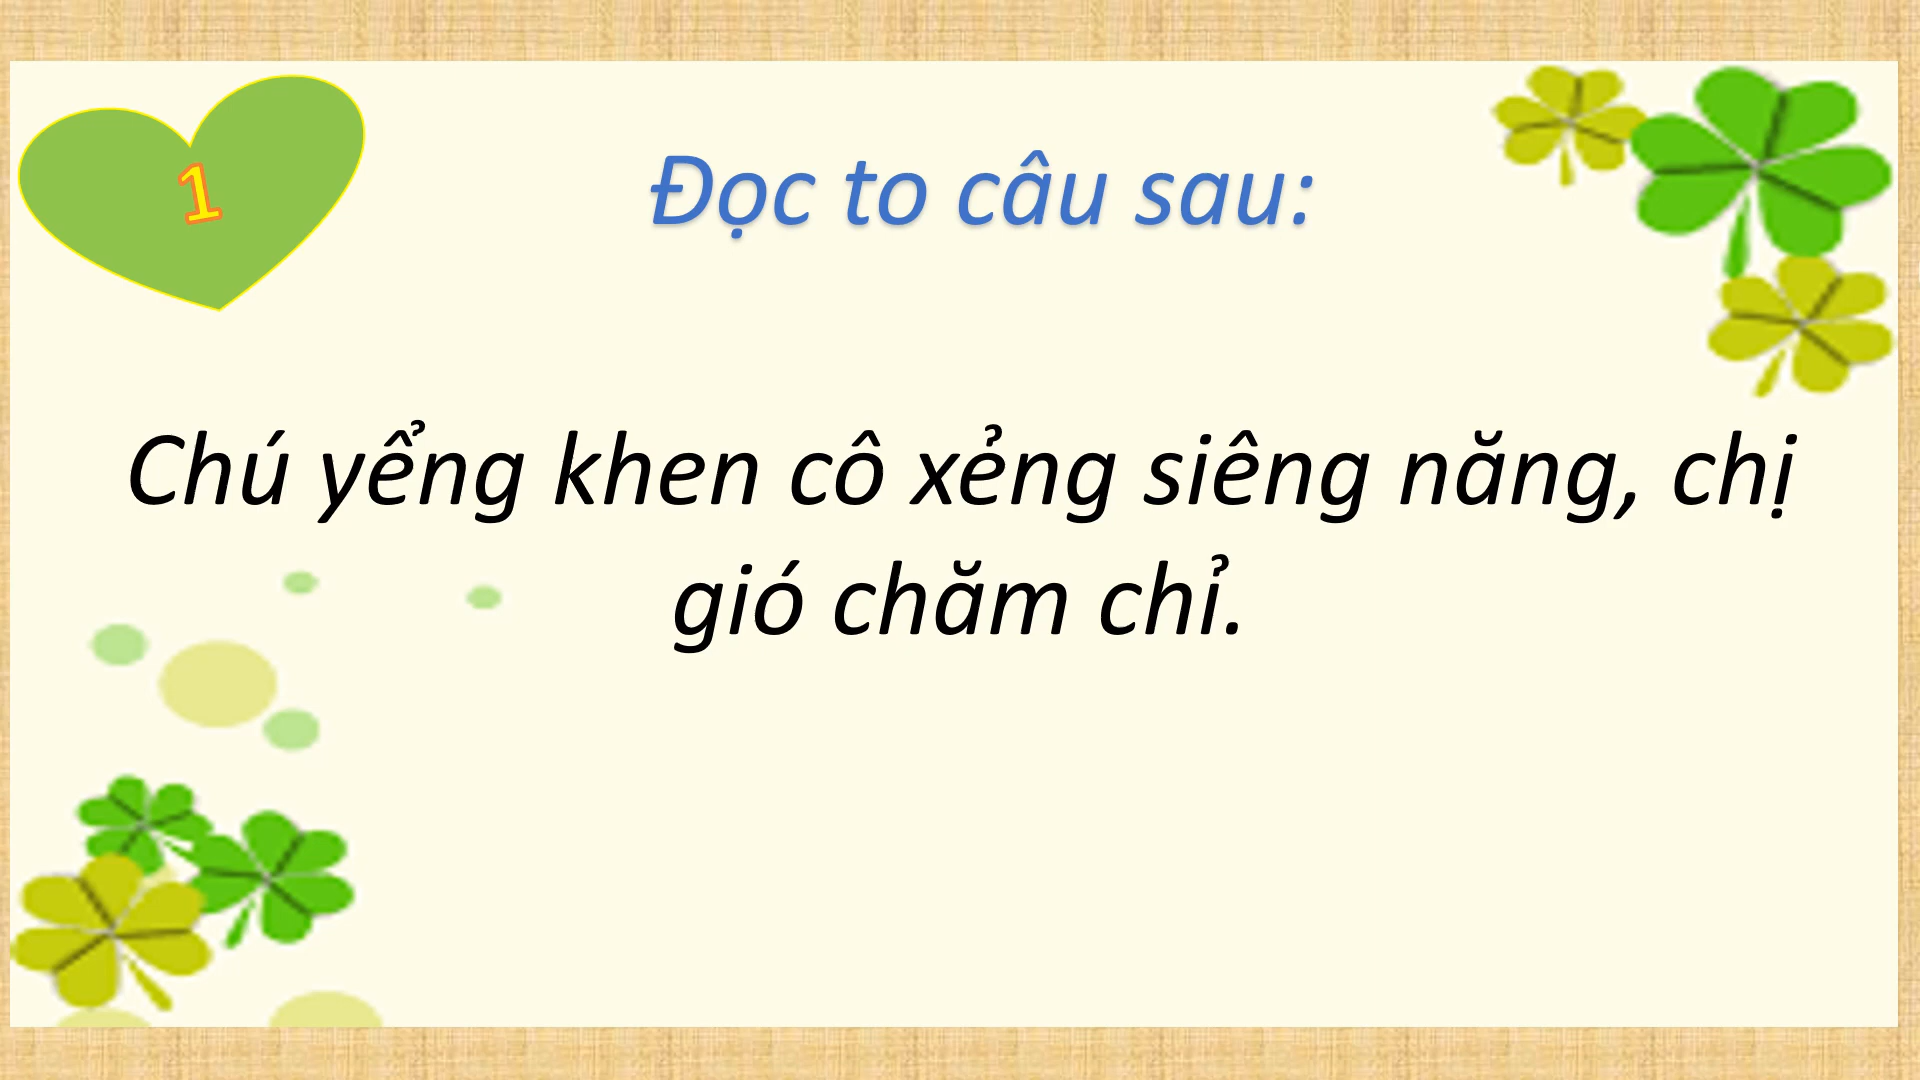 1
Đọc to câu sau:
Chú yểng khen cô xẻng siêng năng, chị
gió chăm chỉ.